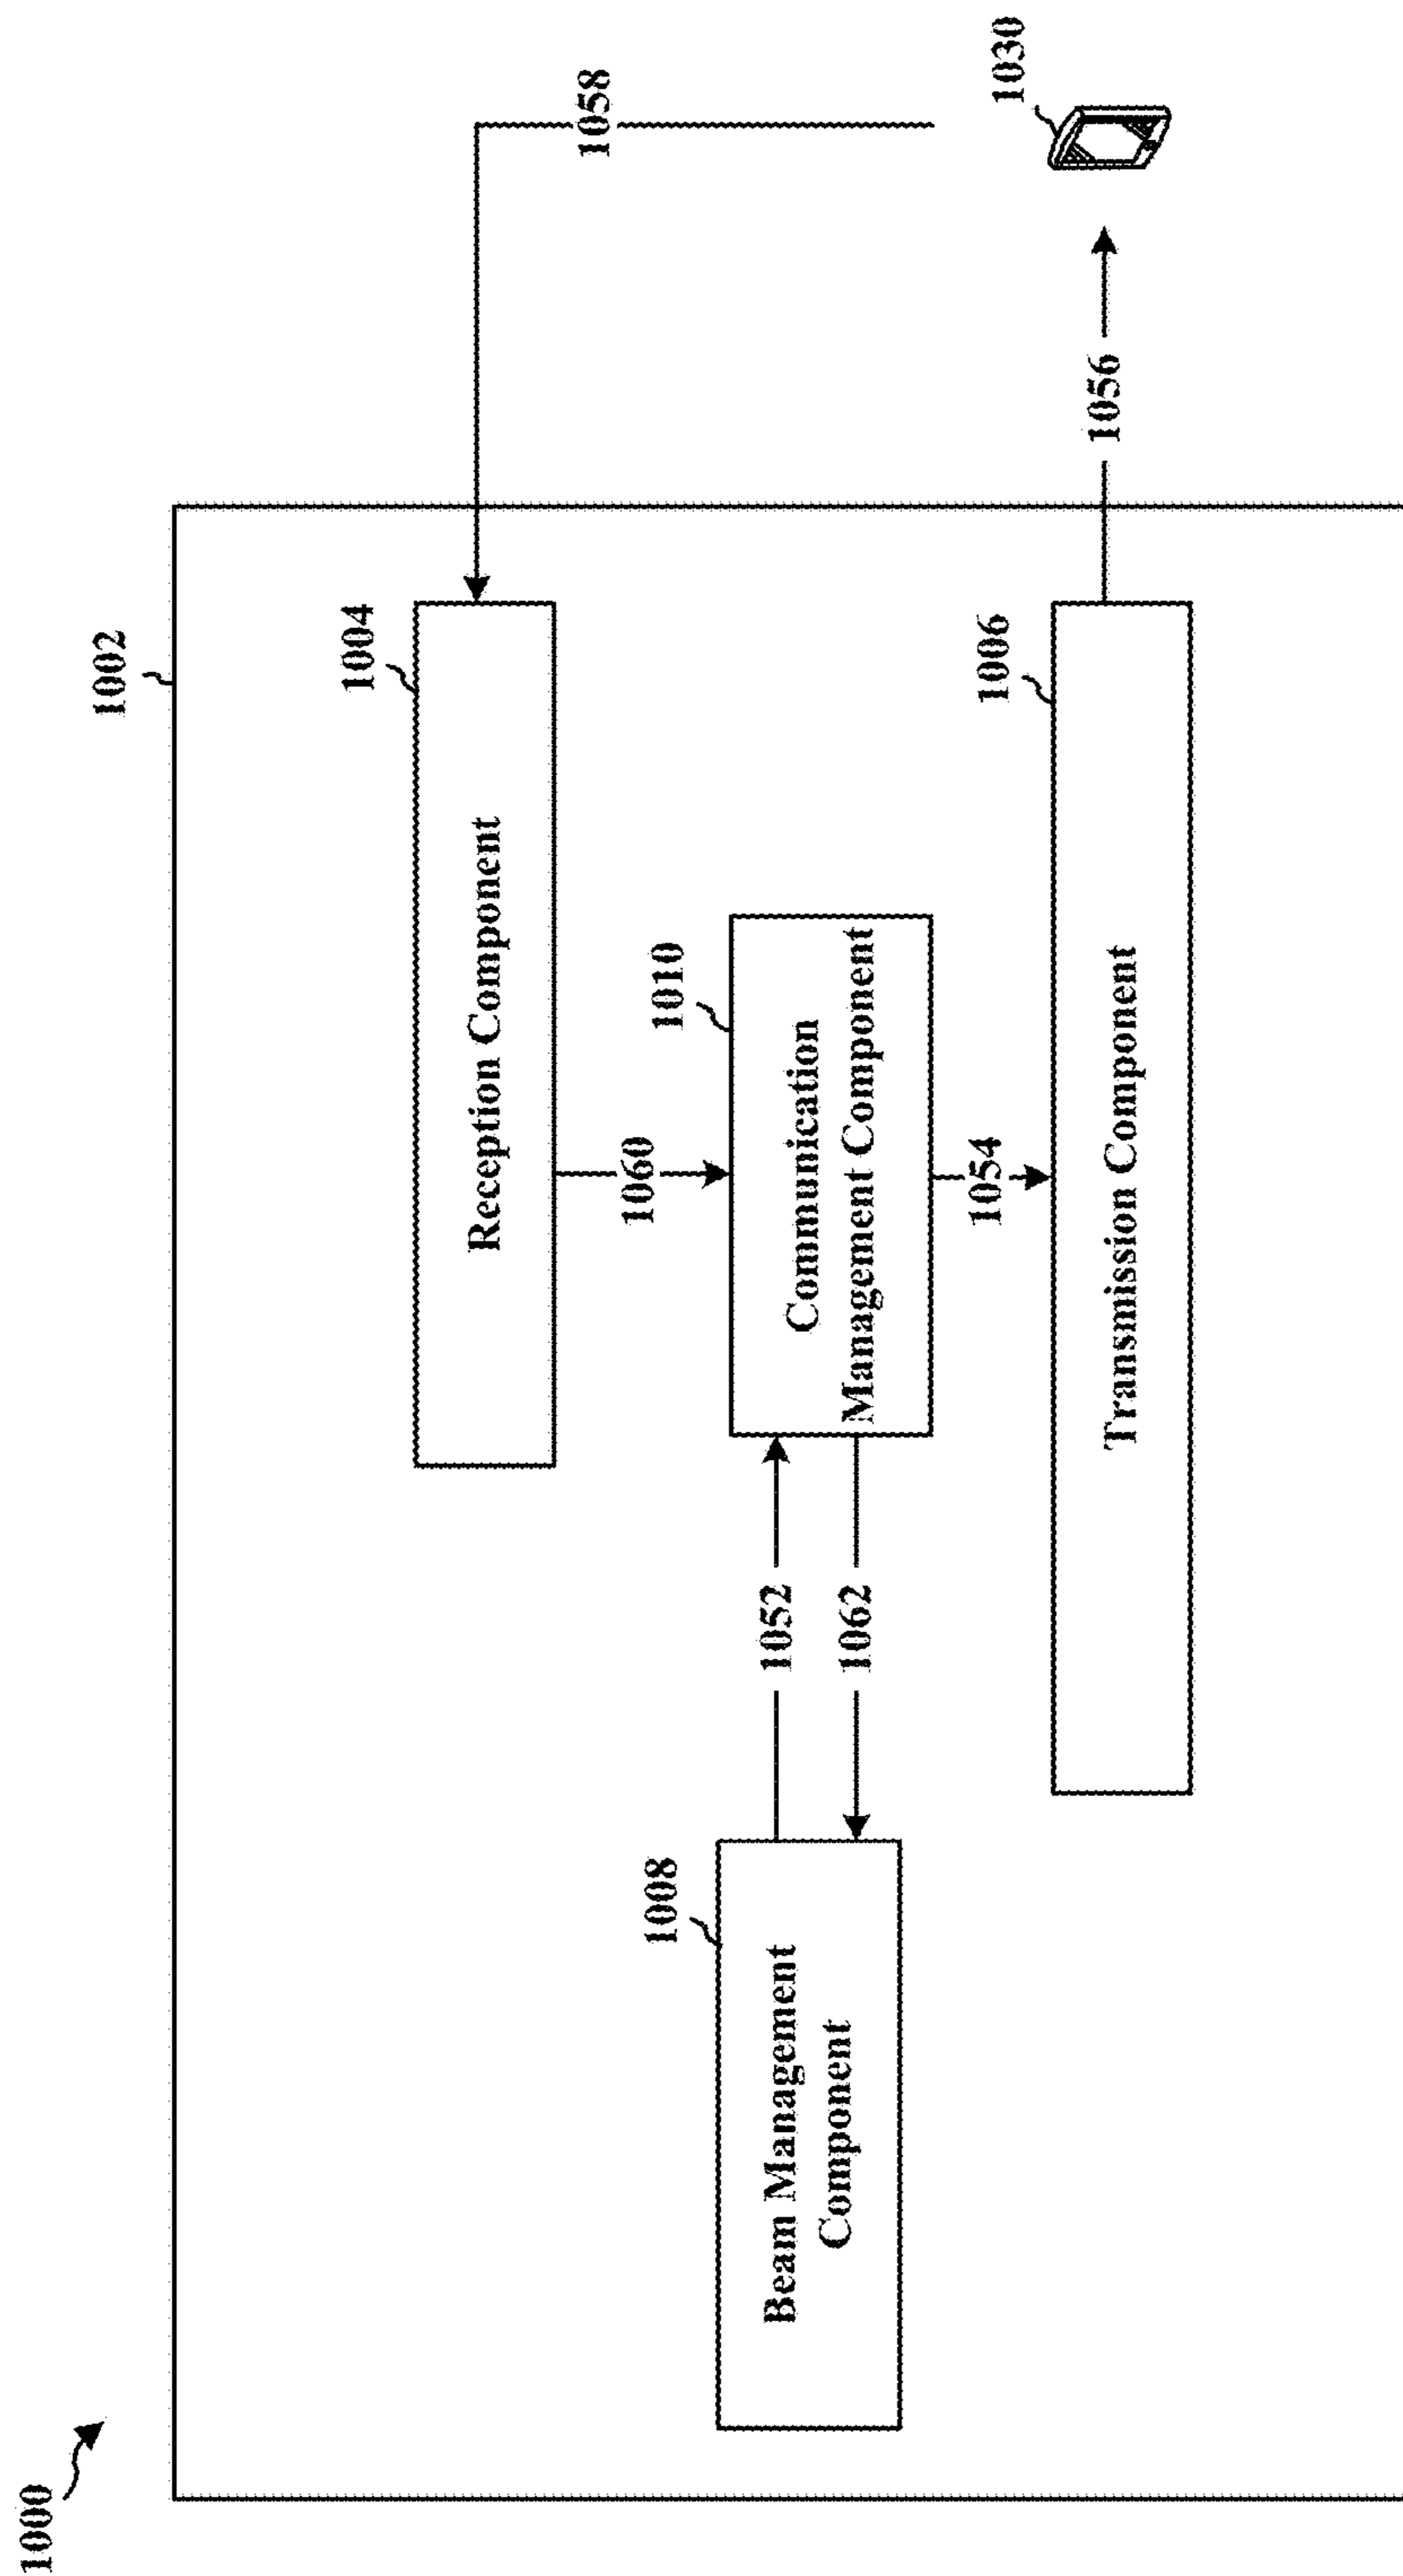 1000
1002
1004
Reception Component
1058
1030
1060
1010
Communication
Management Component
1008
Beam Management
Component
1052
1062
1054
1006
Transmission Component
1056